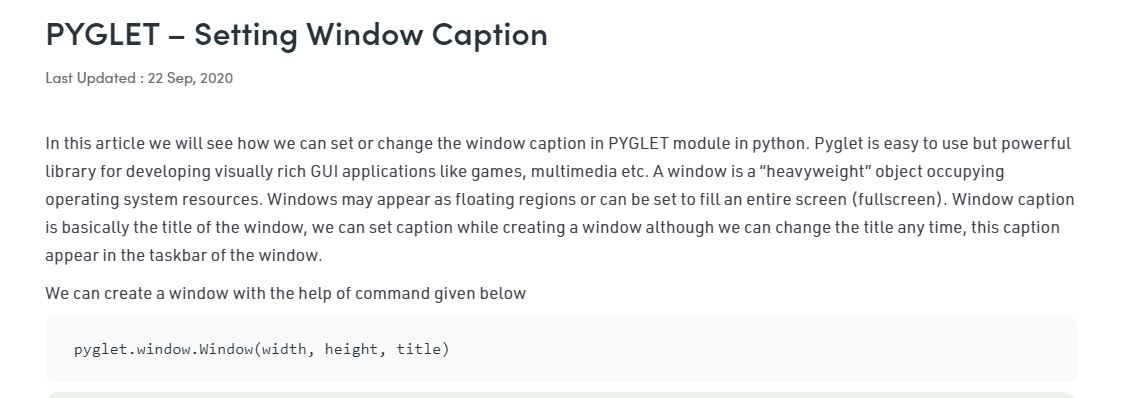 PYGLET – Setting Window Caption
Last Updated : 22 Sep, 2020
In this article we will see how we can set or change the window caption in PYGLET module in python. Pyglet is easy to use but powerful
library for developing visually rich GUI applications like games, multimedia etc. A window is a “heavyweight” object occupying
operating system resources. Windows may appear as floating regions or can be set to fill an entire screen (fullscreen). Window caption
is basically the title of the window, we can set caption while creating a window although we can change the title any time, this caption
appear in the taskbar of the window.
We can create a window with the help of command given below
pyglet.window.Window(width, height, title)